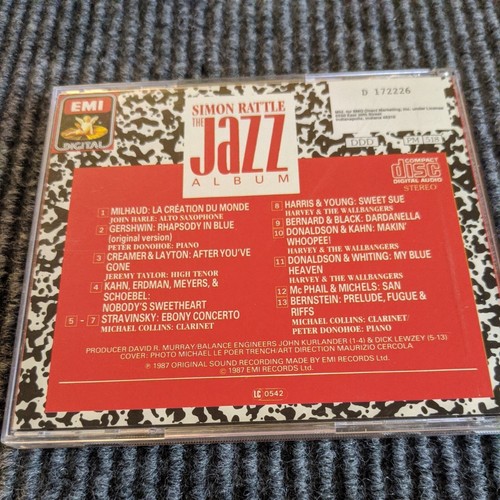 EMI
DIGITAL
SIMON RATTLE
THE
Jazz
ALBUM
D 172226
Indianapolis, Indiana
DDD
PM 518
COMPACT
disc
DIGITAL AUDIO
STEREO
1 MILHAUD: LA CRÉATION DU MONDE
JOHN HARLE: ALTO SAXOPHONE
2 GERSHWIN: RHAPSODY IN BLUE
(original version)
PETER DONOHOE: PIANO
3 CREAMER & LAYTON: AFTER YOU'VE
GONE
JEREMY TAYLOR: HIGH TENOR
4 KAHN, ERDMAN, MEYERS, &
SCHOEBEL:
NOBODY'S SWEETHEART
5 - 7 STRAVINSKY: EBONY CONCERTO
MICHAEL COLLINS: CLARINET
8 HARRIS & YOUNG: SWEET SUE
HARVEY & THE WALLBANGERS
9 BERNARD & BLACK: DARDANELLA
10 DONALDSON & KAHN: MAKIN'
WHOOPEE!
HARVEY & THE WALLBANGERS
11 DONALDSON & WHITING: MY BLUE
HEAVEN
HARVEY & THE WALLBANGERS
12 Mc PHAIL & MICHELS: SAN
13 BERNSTEIN: PRELUDE, FUGUE &
RIFFS
MICHAEL COLLINS: CLARINET/
PETER DONOHOE: PIANO
PRODUCER DAVID R. MURRAY/BALANCE ENGINEERS JOHN KURLANDER (1-4) & DICK LEWZEY (5-13)
COVER: PHOTO MICHAEL LE POER TRENCH/ART DIRECTION MAURIZIO CERCOLA
℗ 1987 ORIGINAL SOUND RECORDING MADE BY EMI RECORDS Ltd.
© 1987 EMI RECORDS Ltd.
LC 0542